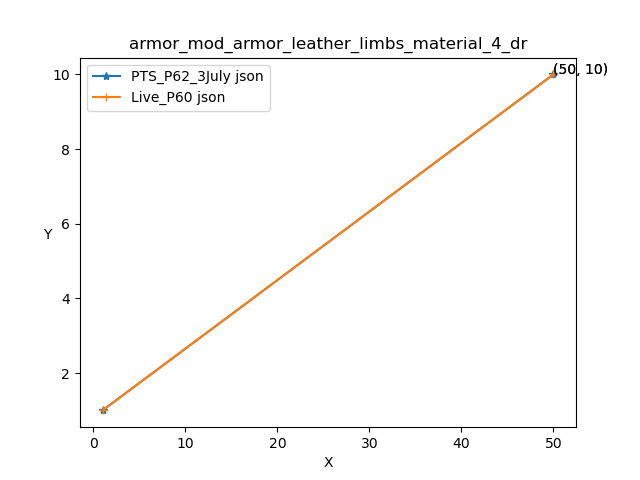 armor_mod_armor_leather_limbs_material_4_dr
PTS_P62_3July json
Live_P60 json
(50, 10)
10
8
6
4
2
Y
0
10
20
30
40
50
X